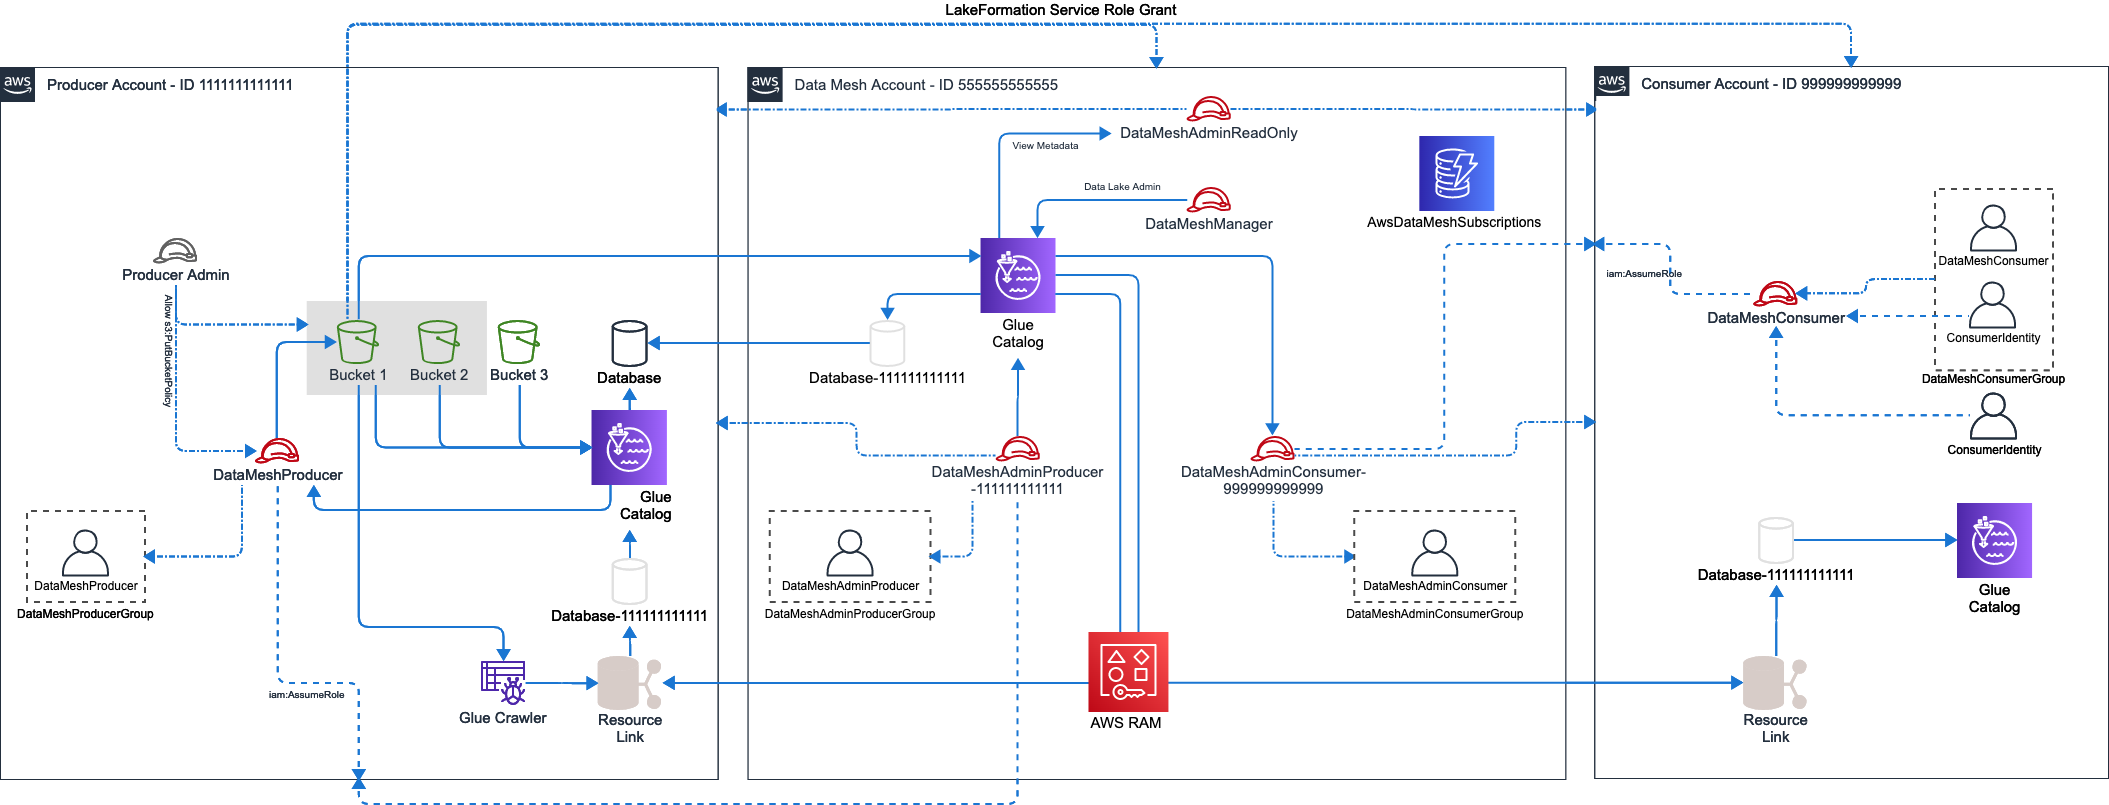 LakeFormation Service Role Grant
aws
Producer Account - ID 1111111111111
Producer Admin
Allow s3:PutBucketPolicy
Bucket 1
Bucket 2
Bucket 3
Database
Glue
Catalog
DataMeshProducer
DataMeshProducer
DataMeshProducerGroup
Database-111111111111
iam:AssumeRole
Glue Crawler
Resource
Link
aws
Data Mesh Account - ID 555555555555
DataMeshAdminReadOnly
View Metadata
Data Lake Admin
DataMeshManager
AwsDataMeshSubscriptions
Glue
Catalog
Database-111111111111
DataMeshAdminProducer
-111111111111
DataMeshAdminConsumer-
999999999999
DataMeshAdminProducer
DataMeshAdminProducerGroup
DataMeshAdminConsumer
DataMeshAdminConsumerGroup
AWS RAM
aws
Consumer Account - ID 999999999999
DataMeshConsumer
iam:AssumeRole
DataMeshConsumer
ConsumerIdentity
DataMeshConsumerGroup
ConsumerIdentity
Database-111111111111
Glue
Catalog
Resource
Link